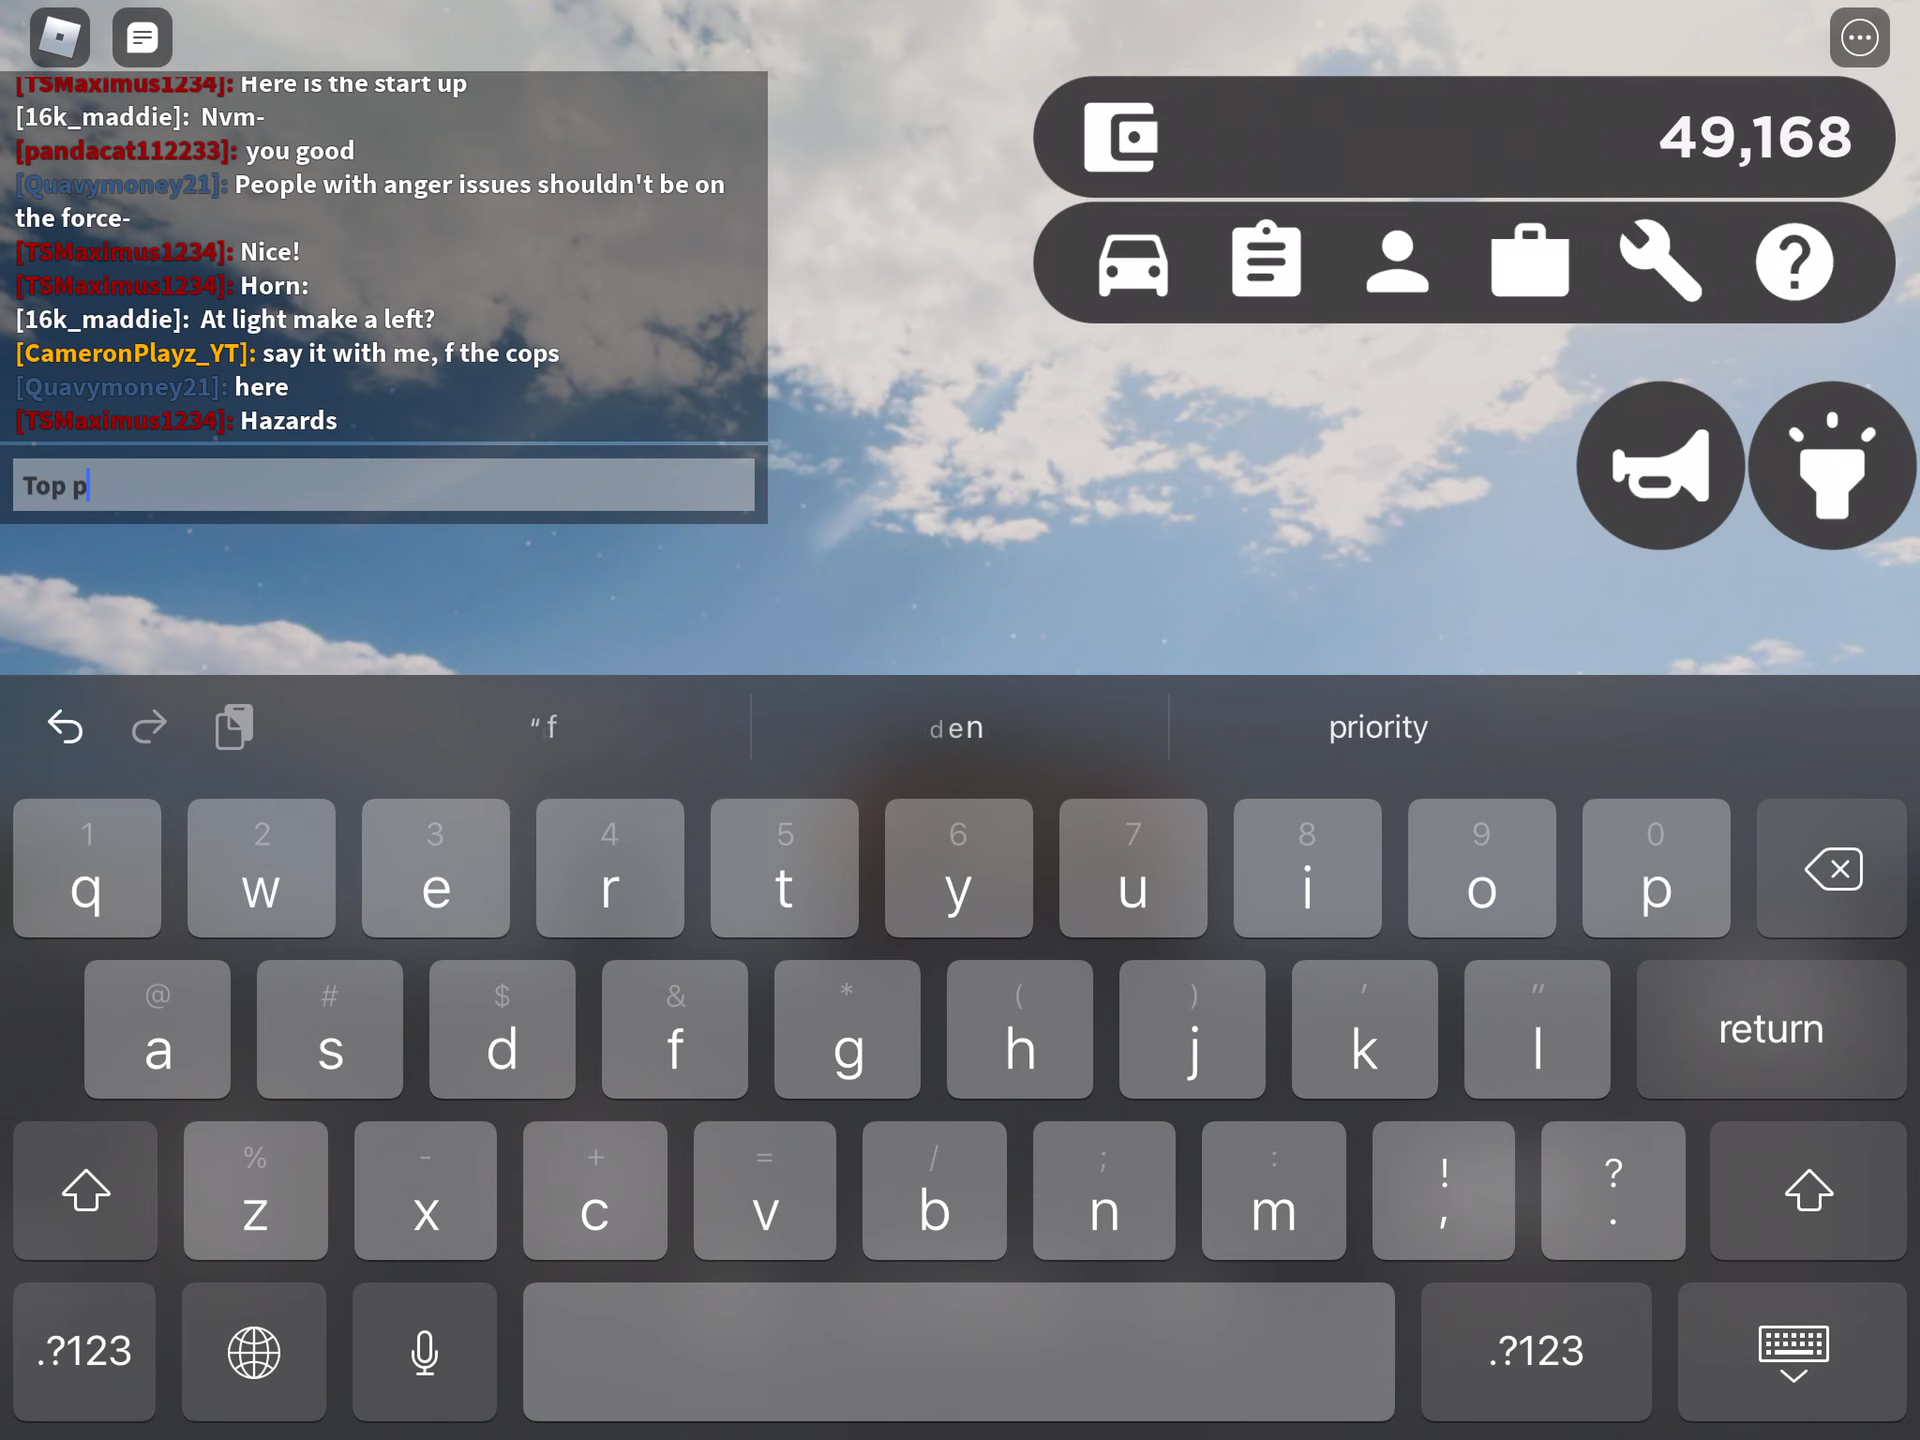 [TSMaximus1234]: Here is the start up
[16k_maddie]: Nvm-
[pandacat112233]: you good
[Quavymoney21]: People with anger issues shouldn't be on
the force-
[TSMaximus1234]: Nice!
[TSMaximus1234]: Horn:
[16k_maddie]: At light make a left?
[CameronPlayz_YT]: say it with me, f the cops
[Quavymoney21]: here
[TSMaximus1234]: Hazards
Top p
49,168
“f den priority
1 2 3 4 5 6 7 8 9 0
q w e r t y u i o p
@ # $ & * ( ) ' "
a s d f g h j k l return
% - + = / ; : ! ?
z x c v b n m , .
.?123 .?123